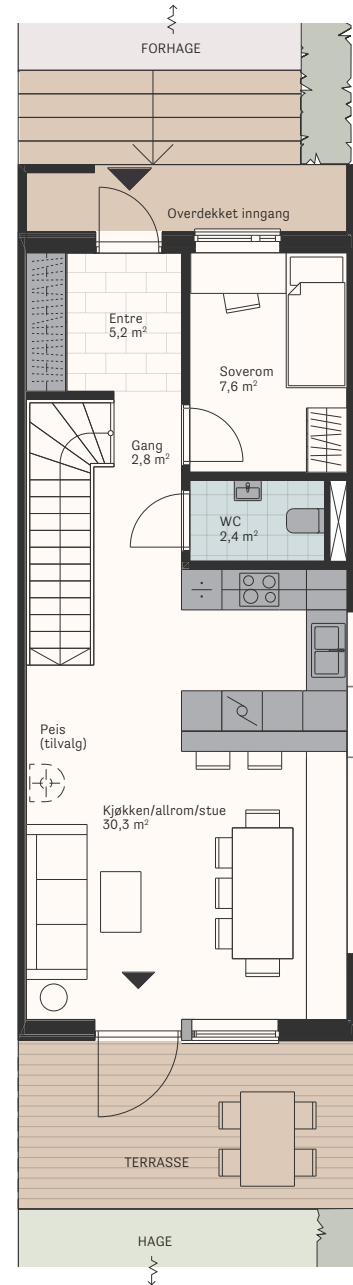 FORHAGE
Overdekket inngang
Entre
5,2 m²
Soverom
7,6 m²
Gang
2,8 m²
WC
2,4 m²
Peis
(tilvalg)
Kjøkken/allrom/stue
30,3 m²
TERRASSE
HAGE